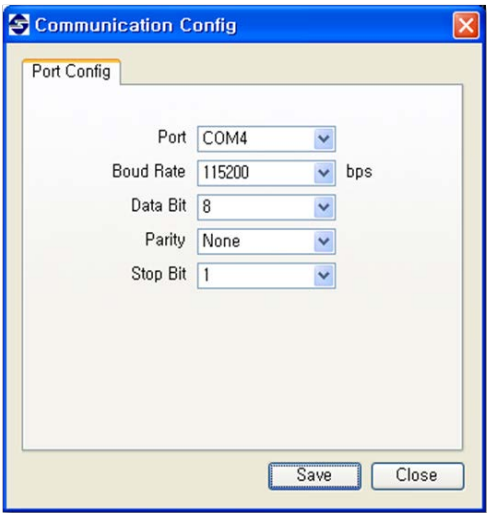 Communication Config
Port Config
Port COM4
Boud Rate 115200 bps
Data Bit 8
Parity None
Stop Bit 1
Save Close